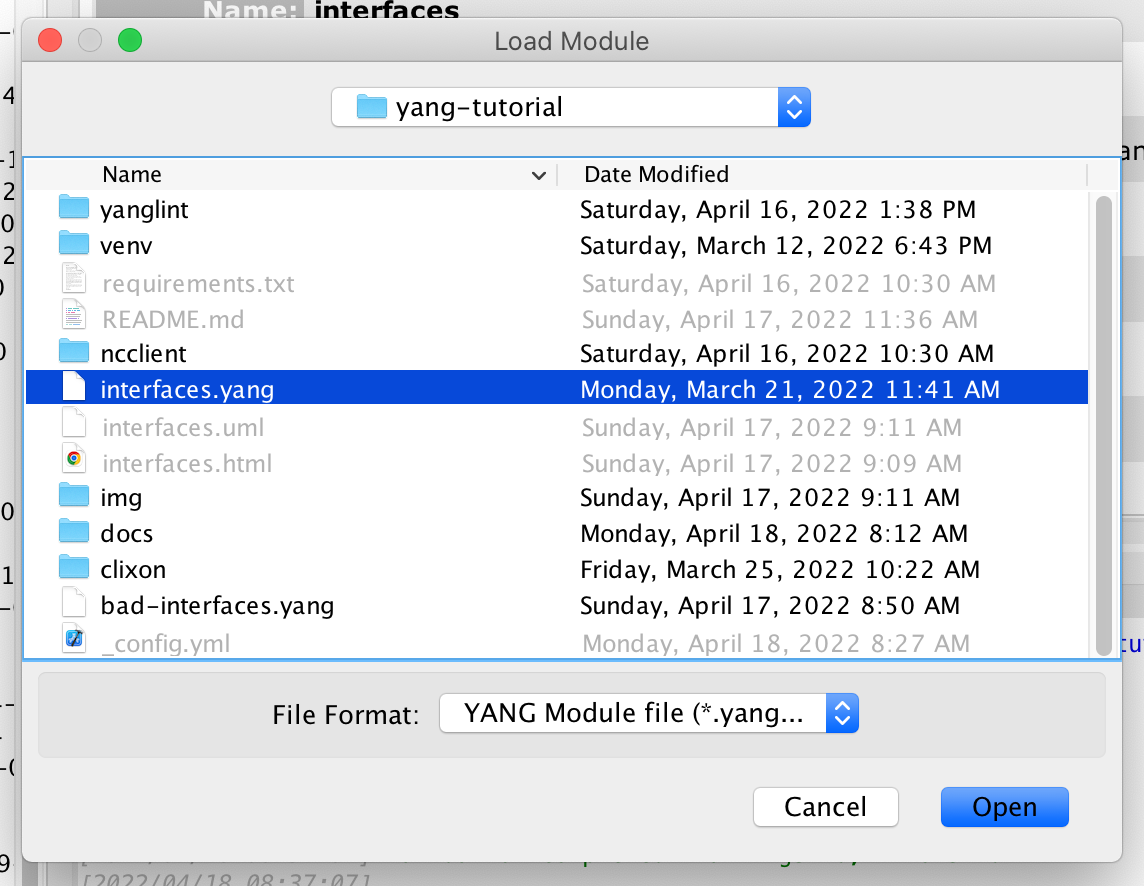 Name: interfaces
Load Module
yang-tutorial
Name Date Modified
yanglint Saturday, April 16, 2022 1:38 PM
venv Saturday, March 12, 2022 6:43 PM
requirements.txt Saturday, April 16, 2022 10:30 AM
README.md Sunday, April 17, 2022 11:36 AM
ncclient Saturday, April 16, 2022 10:30 AM
interfaces.yang Monday, March 21, 2022 11:41 AM
interfaces.uml Sunday, April 17, 2022 9:11 AM
interfaces.html Sunday, April 17, 2022 9:09 AM
img Sunday, April 17, 2022 9:11 AM
docs Monday, April 18, 2022 8:12 AM
clixon Friday, March 25, 2022 10:22 AM
bad-interfaces.yang Sunday, April 17, 2022 8:50 AM
_config.yml Monday, April 18, 2022 8:27 AM
File Format: YANG Module file (*.yang...
Cancel Open
[2022/04/18 08:37:07]